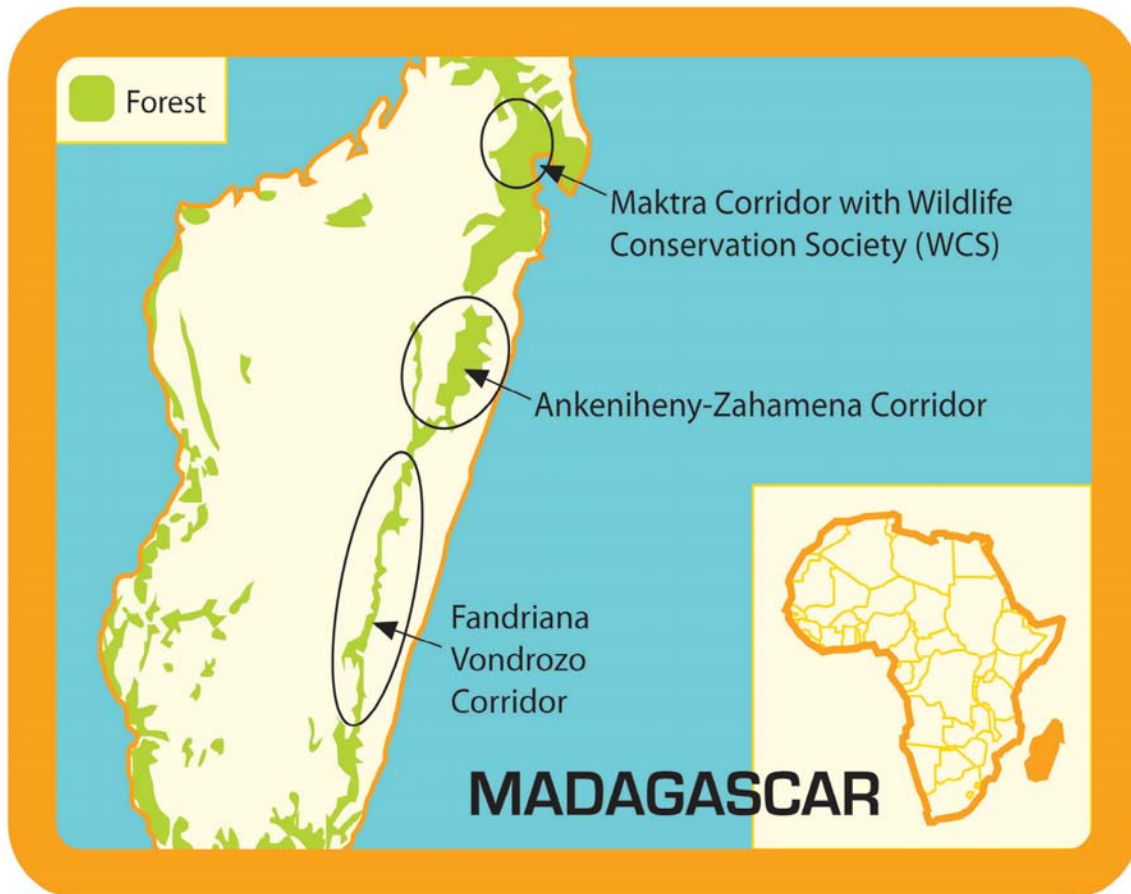 Forest
Maktra Corridor with Wildlife
Conservation Society (WCS)
Ankeniheny-Zahamena Corridor
Fandriana
Vondrozo
Corridor
MADAGASCAR